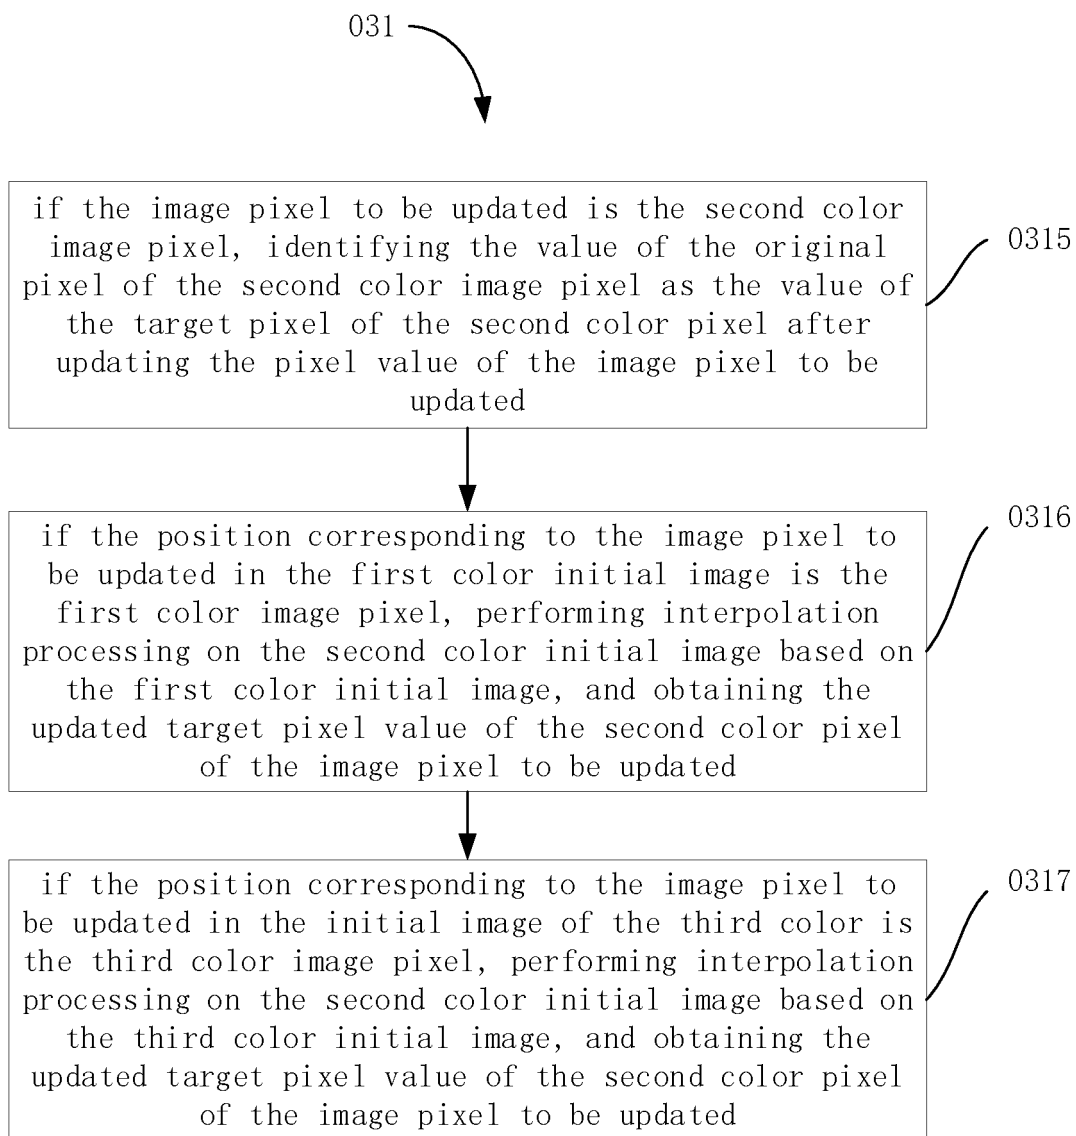 031
if the image pixel to be updated is the second color
image pixel, identifying the value of the original
pixel of the second color image pixel as the value of
the target pixel of the second color pixel after
updating the pixel value of the image pixel to be
updated
0315
if the position corresponding to the image pixel to
be updated in the first color initial image is the
first color image pixel, performing interpolation
processing on the second color initial image based on
the first color initial image, and obtaining the
updated target pixel value of the second color pixel
of the image pixel to be updated
0316
if the position corresponding to the image pixel to
be updated in the initial image of the third color is
the third color image pixel, performing interpolation
processing on the second color initial image based on
the third color initial image, and obtaining the
updated target pixel value of the second color pixel
of the image pixel to be updated
0317